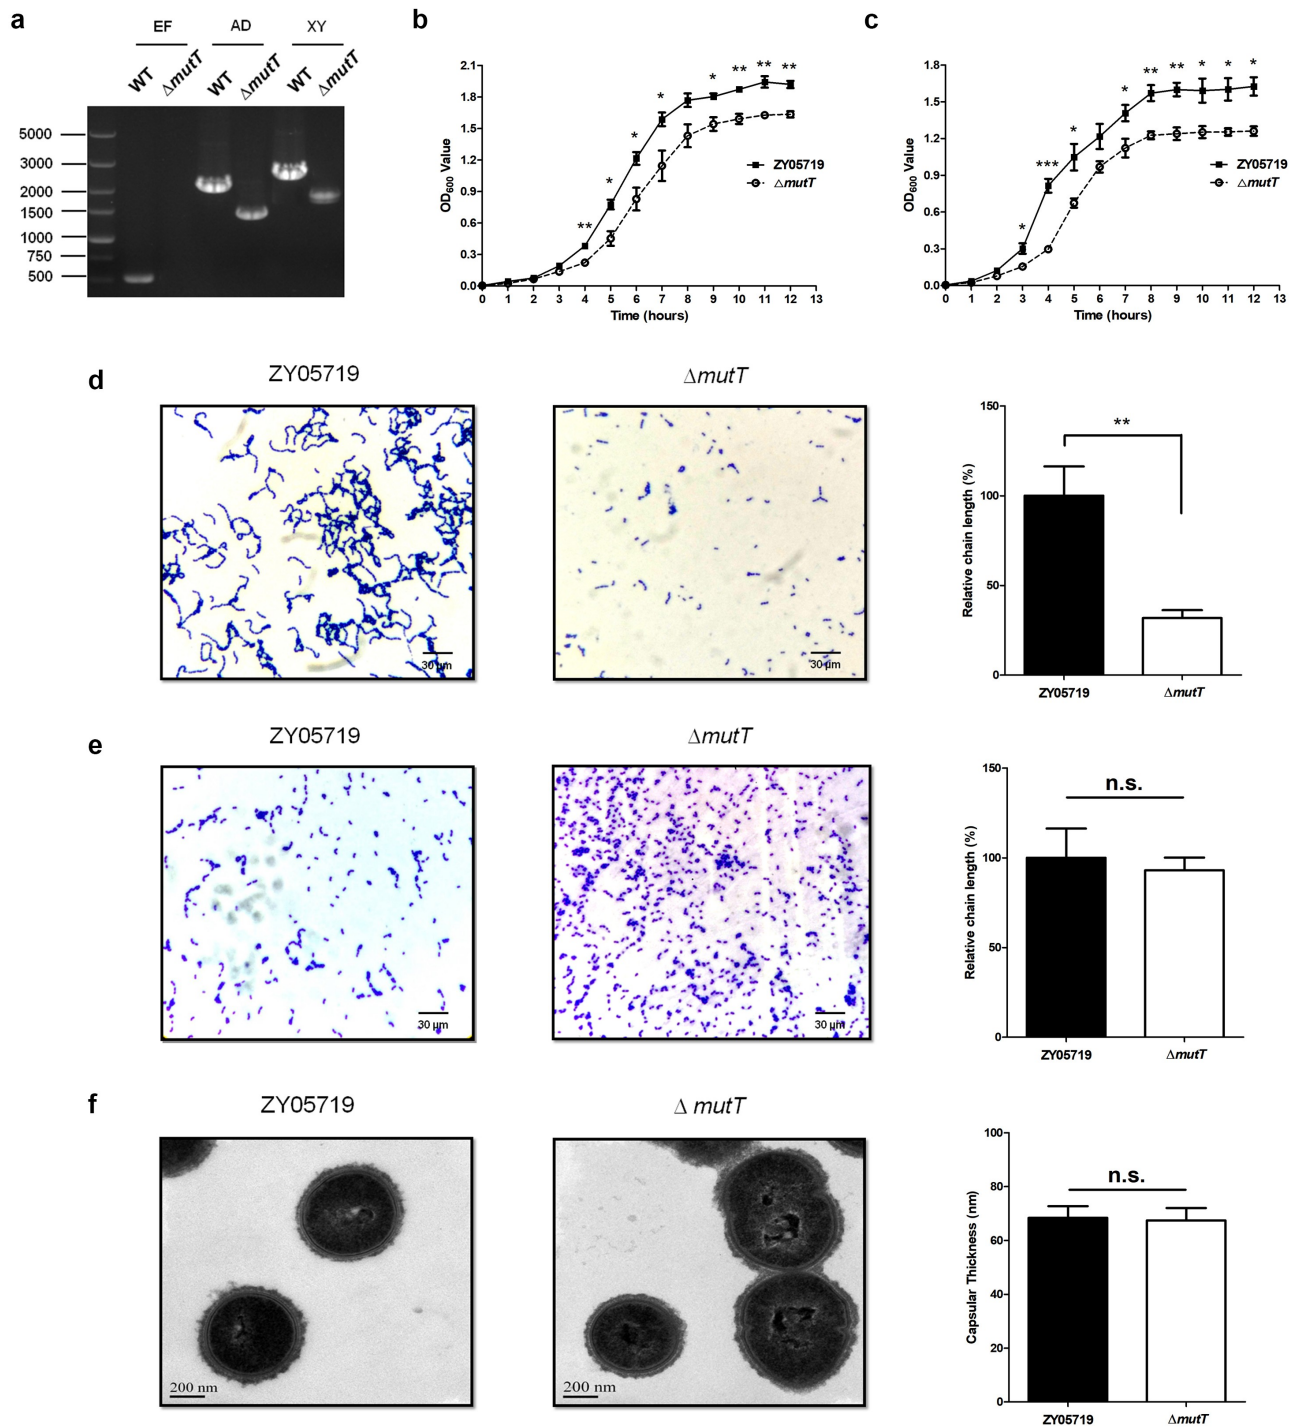 a
EF AD XY
WT ΔmutT WT ΔmutT WT ΔmutT
5000
3000
2000
1500
1000
750
500
b
OD600 Value
2.1
1.8
1.5
1.2
0.9
0.6
0.3
0.0
** * * * * ** ** **
ZY05719
ΔmutT
0 1 2 3 4 5 6 7 8 9 10 11 12 13
Time (hours)
c
OD600 Value
1.8
1.5
1.2
0.9
0.6
0.3
0.0
* *** * * ** ** * * *
ZY05719
ΔmutT
0 1 2 3 4 5 6 7 8 9 10 11 12 13
Time (hours)
d
ZY05719
30 µm
ΔmutT
30 µm
Relative chain length (%)
150
100
50
0
**
ZY05719 ΔmutT
e
ZY05719
30 µm
ΔmutT
30 µm
Relative chain length (%)
150
100
50
0
n.s.
ZY05719 ΔmutT
f
ZY05719
200 nm
Δ mutT
200 nm
Capsular Thickness (nm)
100
80
60
40
20
0
n.s.
ZY05719 ΔmutT